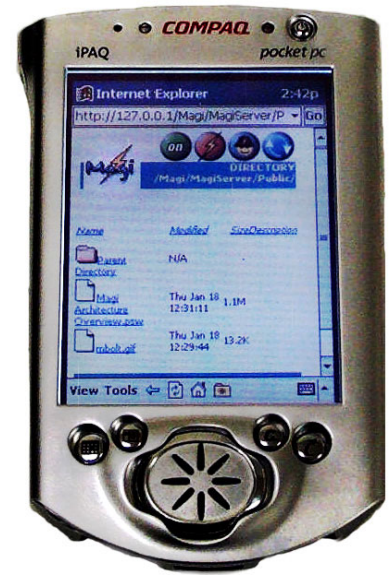 COMPAQ
iPAQ pocket pc
Internet Explorer 2:42p
http://127.0.0.1/Magi/MagiServer/P Go
on
Magi
DIRECTORY
/Magi/MagiServer/Public/
Name Modified Size Description
Parent Directory N/A -
Magi Architecture Overview.psw Thu Jan 18 12:31:11 1.1M
mbolt.gif Thu Jan 18 12:29:44 13.2K
View Tools